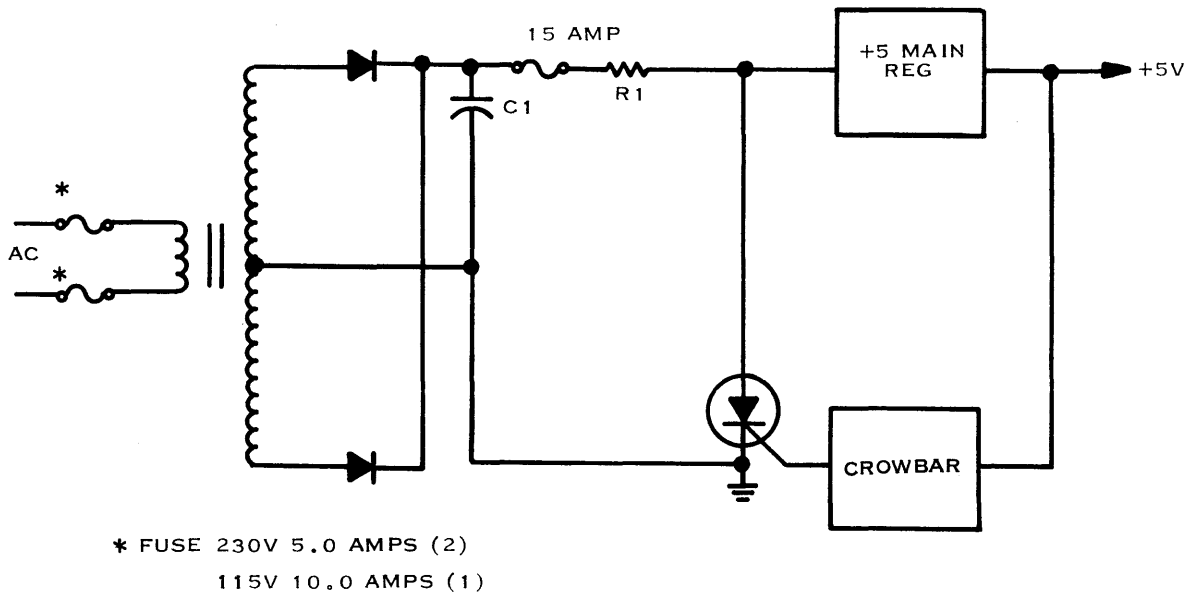 15 AMP
+5 MAIN
REG
+5V
R1
C1
*
AC
*
CROWBAR
* FUSE 230V 5.0 AMPS (2)
115V 10.0 AMPS (1)